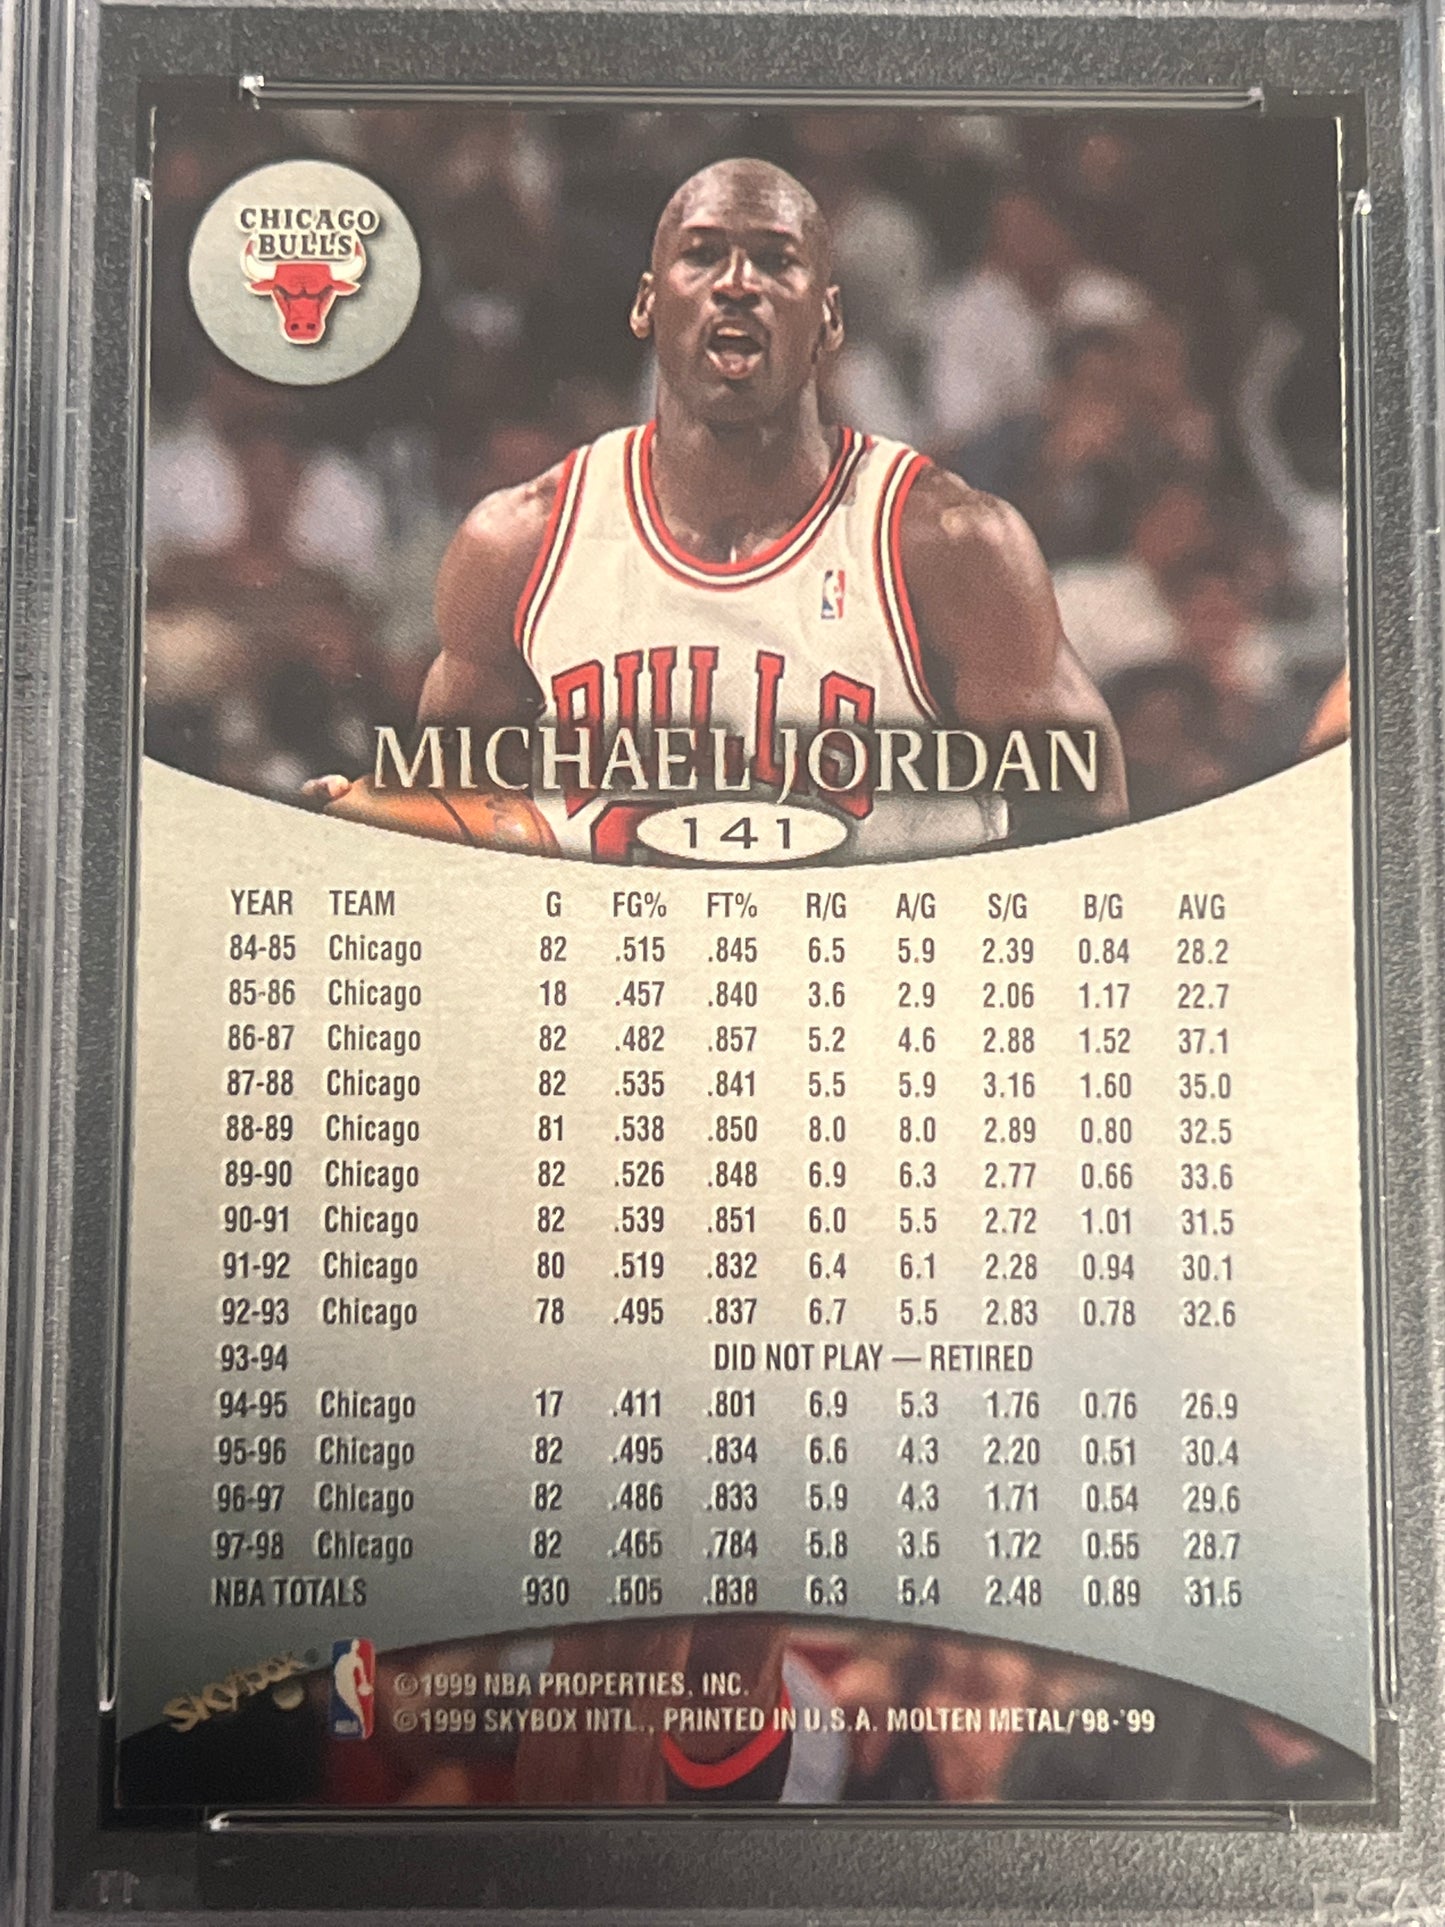 CHICAGO
BULLS
BULLS
MICHAEL JORDAN
141
YEAR TEAM G FG% FT% R/G A/G S/G B/G AVG
84-85 Chicago 82 .515 .845 6.5 5.9 2.39 0.84 28.2
85-86 Chicago 18 .457 .840 3.6 2.9 2.06 1.17 22.7
86-87 Chicago 82 .482 .857 5.2 4.6 2.88 1.52 37.1
87-88 Chicago 82 .535 .841 5.5 5.9 3.16 1.60 35.0
88-89 Chicago 81 .538 .850 8.0 8.0 2.89 0.80 32.5
89-90 Chicago 82 .526 .848 6.9 6.3 2.77 0.66 33.6
90-91 Chicago 82 .539 .851 6.0 5.5 2.72 1.01 31.5
91-92 Chicago 80 .519 .832 6.4 6.1 2.28 0.94 30.1
92-93 Chicago 78 .495 .837 6.7 5.5 2.83 0.78 32.6
93-94 DID NOT PLAY — RETIRED
94-95 Chicago 17 .411 .801 6.9 5.3 1.76 0.76 26.9
95-96 Chicago 82 .495 .834 6.6 4.3 2.20 0.51 30.4
96-97 Chicago 82 .486 .833 5.9 4.3 1.71 0.54 29.6
97-98 Chicago 82 .465 .784 5.8 3.5 1.72 0.55 28.7
NBA TOTALS 930 .505 .838 6.3 5.4 2.48 0.89 31.5
SKYBOX
NBA
©1999 NBA PROPERTIES, INC.
©1999 SKYBOX INTL., PRINTED IN U.S.A. MOLTEN METAL/'98-'99
PSA